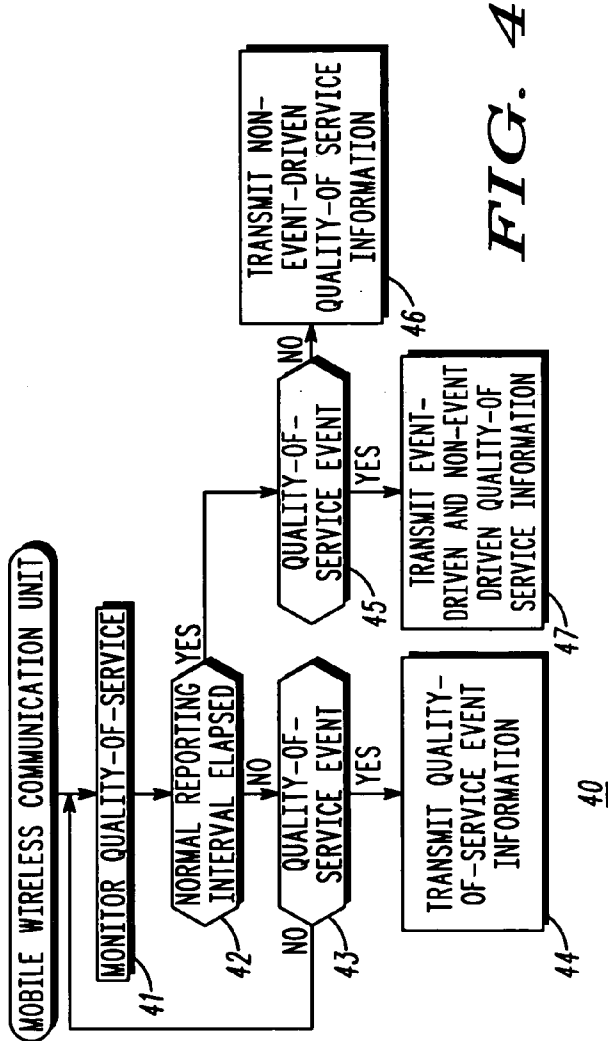 MOBILE WIRELESS COMMUNICATION UNIT
MONITOR QUALITY-OF-SERVICE
41
NORMAL REPORTING
INTERVAL ELAPSED
YES
42
NO
QUALITY-OF-
SERVICE EVENT
NO
43
YES
TRANSMIT QUALITY-
OF-SERVICE EVENT
INFORMATION
44
QUALITY-OF-
SERVICE EVENT
NO
45
YES
TRANSMIT NON-
EVENT-DRIVEN
QUALITY-OF SERVICE
INFORMATION
46
TRANSMIT EVENT-
DRIVEN AND NON-EVENT
DRIVEN QUALITY-OF
SERVICE INFORMATION
47
40
FIG. 4